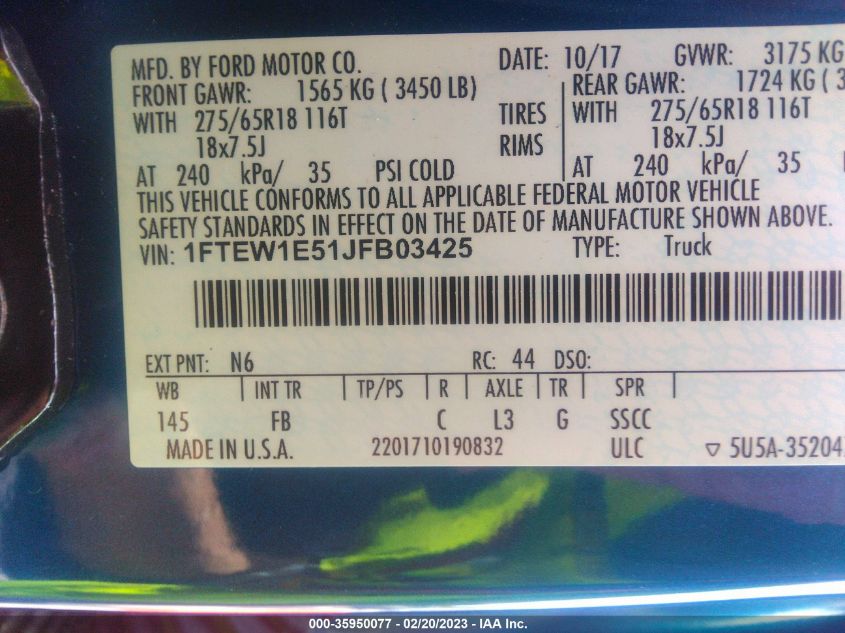 MFD. BY FORD MOTOR CO. DATE: 10/17 GVWR: 3175 KG
FRONT GAWR: 1565 KG ( 3450 LB) REAR GAWR: 1724 KG ( 3
WITH 275/65R18 116T TIRES WITH 275/65R18 116T
18x7.5J RIMS 18x7.5J
AT 240 kPa/ 35 PSI COLD AT 240 kPa/ 35
THIS VEHICLE CONFORMS TO ALL APPLICABLE FEDERAL MOTOR VEHICLE
SAFETY STANDARDS IN EFFECT ON THE DATE OF MANUFACTURE SHOWN ABOVE.
VIN: 1FTEW1E51JFB03425 TYPE: Truck
EXT PNT: N6 RC: 44 DSO:
WB INT TR TP/PS R AXLE TR SPR
145 FB C L3 G SSCC
MADE IN U.S.A. 2201710190832 ULC ▽ 5U5A-35204
000-35950077 - 02/20/2023 - IAA Inc.